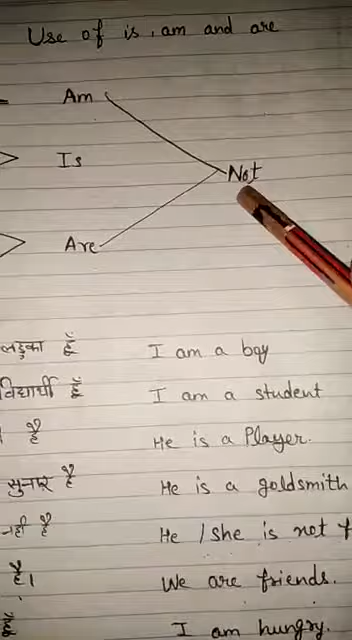 Use of is, am and are
Am
Is
Not
Are
लड़का हूँ I am a boy
विद्यार्थी हूँ I am a student
है He is a Player.
सुनार है He is a goldsmith
नहीं है He /she is not
हैं। We are friends.
I am hungry.